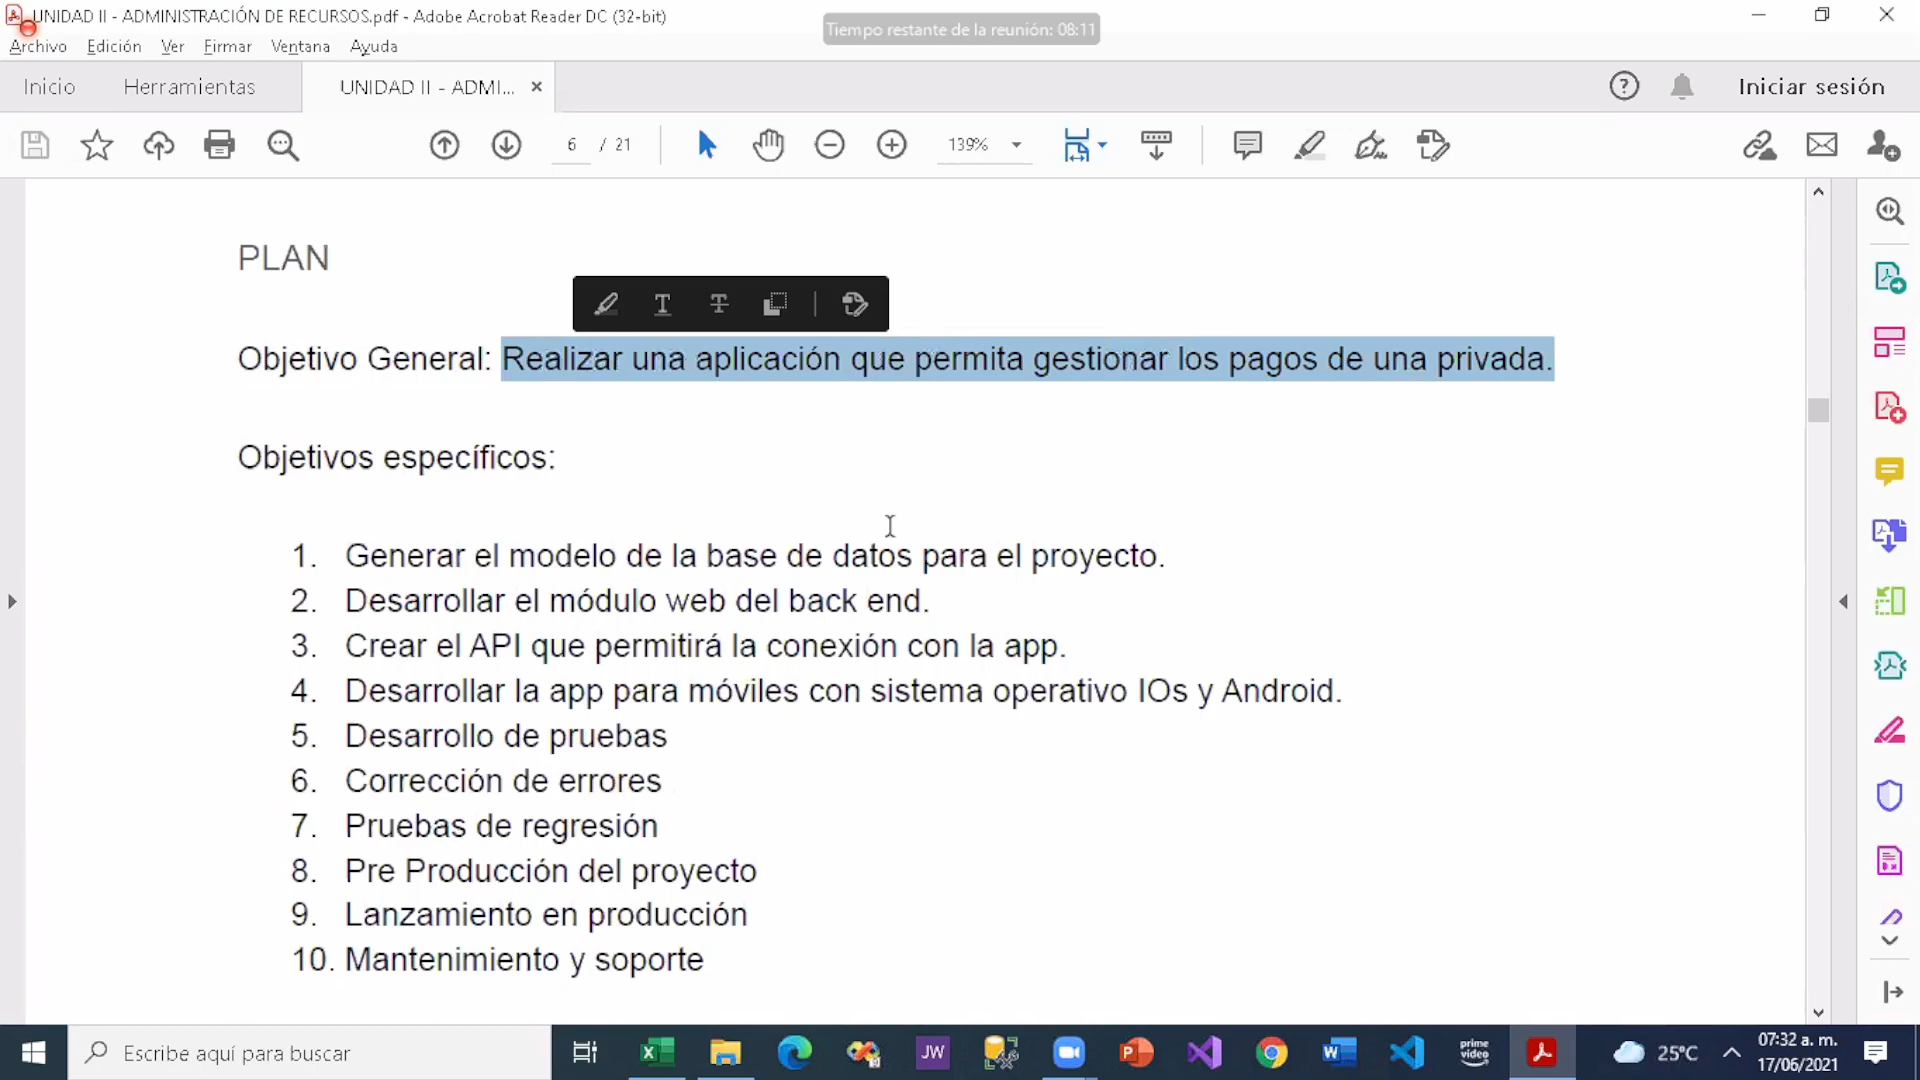 UNIDAD II - ADMINISTRACIÓN DE RECURSOS.pdf - Adobe Acrobat Reader DC (32-bit)
Tiempo restante de la reunión: 08:11
Archivo Edición Ver Firmar Ventana Ayuda
Inicio Herramientas UNIDAD II - ADMI... Iniciar sesión
6 / 21 139%
PLAN
Objetivo General: Realizar una aplicación que permita gestionar los pagos de una privada.
Objetivos específicos:
1. Generar el modelo de la base de datos para el proyecto.
2. Desarrollar el módulo web del back end.
3. Crear el API que permitirá la conexión con la app.
4. Desarrollar la app para móviles con sistema operativo IOs y Android.
5. Desarrollo de pruebas
6. Corrección de errores
7. Pruebas de regresión
8. Pre Producción del proyecto
9. Lanzamiento en producción
10. Mantenimiento y soporte
Escribe aquí para buscar
JW
prime video
25°C
07:32 a. m.
17/06/2021